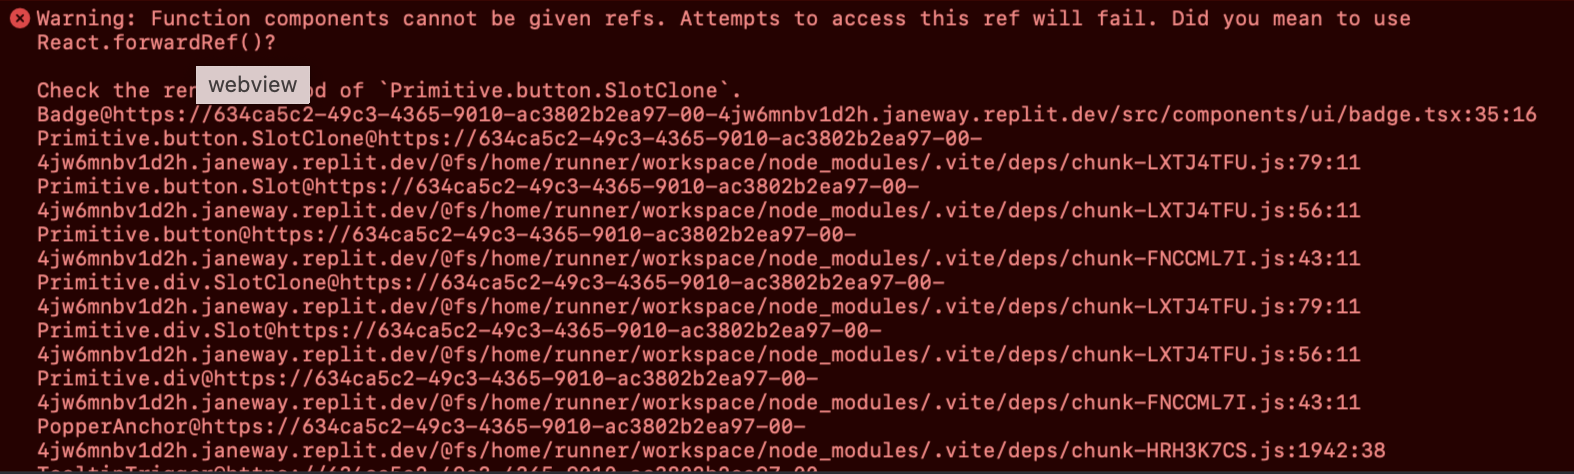 Warning: Function components cannot be given refs. Attempts to access this ref will fail. Did you mean to use
React.forwardRef()?
webview
Check the of `Primitive.button.SlotClone`.
Badge@https://634ca5c2-49c3-4365-9010-ac3802b2ea97-00-4jw6mnbv1d2h.janeway.replit.dev/src/components/ui/badge.tsx:35:16
Primitive.button.SlotClone@https://634ca5c2-49c3-4365-9010-ac3802b2ea97-00-
4jw6mnbv1d2h.janeway.replit.dev/@fs/home/runner/workspace/node_modules/.vite/deps/chunk-LXTJ4TFU.js:79:11
Primitive.button.Slot@https://634ca5c2-49c3-4365-9010-ac3802b2ea97-00-
4jw6mnbv1d2h.janeway.replit.dev/@fs/home/runner/workspace/node_modules/.vite/deps/chunk-LXTJ4TFU.js:56:11
Primitive.button@https://634ca5c2-49c3-4365-9010-ac3802b2ea97-00-
4jw6mnbv1d2h.janeway.replit.dev/@fs/home/runner/workspace/node_modules/.vite/deps/chunk-FNCCML7I.js:43:11
Primitive.div.SlotClone@https://634ca5c2-49c3-4365-9010-ac3802b2ea97-00-
4jw6mnbv1d2h.janeway.replit.dev/@fs/home/runner/workspace/node_modules/.vite/deps/chunk-LXTJ4TFU.js:79:11
Primitive.div.Slot@https://634ca5c2-49c3-4365-9010-ac3802b2ea97-00-
4jw6mnbv1d2h.janeway.replit.dev/@fs/home/runner/workspace/node_modules/.vite/deps/chunk-LXTJ4TFU.js:56:11
Primitive.div@https://634ca5c2-49c3-4365-9010-ac3802b2ea97-00-
4jw6mnbv1d2h.janeway.replit.dev/@fs/home/runner/workspace/node_modules/.vite/deps/chunk-FNCCML7I.js:43:11
PopperAnchor@https://634ca5c2-49c3-4365-9010-ac3802b2ea97-00-
4jw6mnbv1d2h.janeway.replit.dev/@fs/home/runner/workspace/node_modules/.vite/deps/chunk-HRH3K7CS.js:1942:38